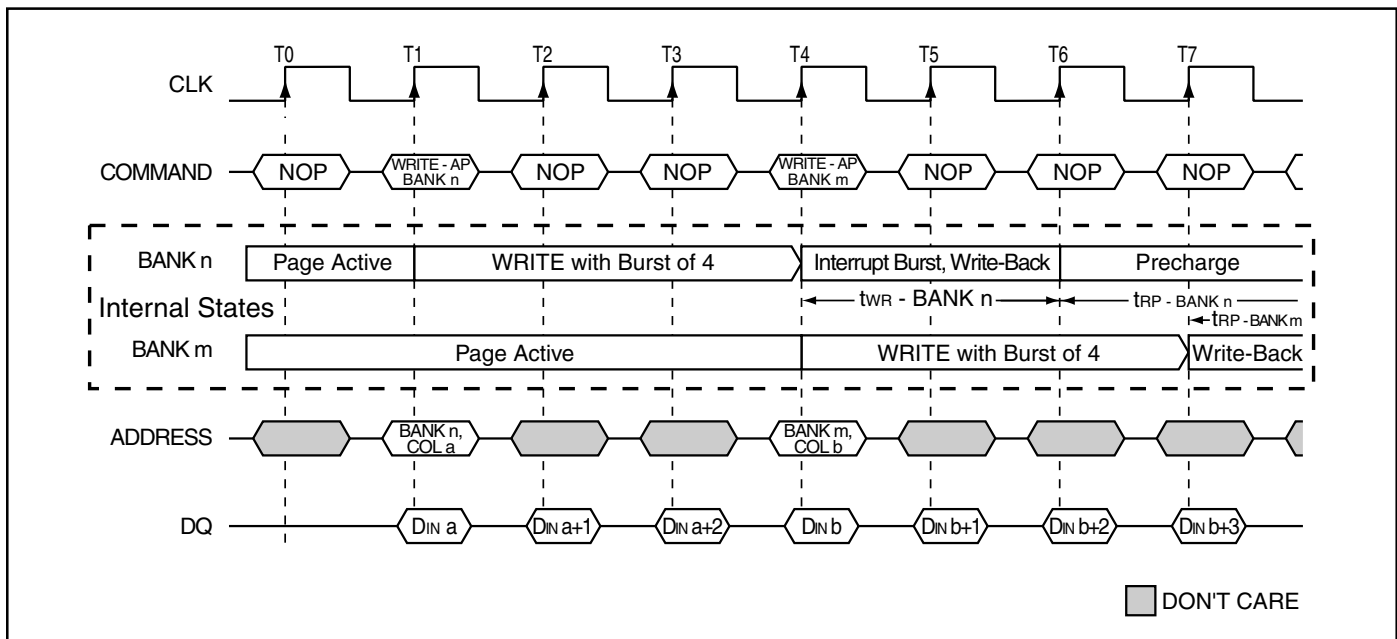 T0 T1 T2 T3 T4 T5 T6 T7
CLK
COMMAND NOP WRITE - AP BANK n NOP NOP WRITE - AP BANK m NOP NOP NOP
BANK n Page Active WRITE with Burst of 4 Interrupt Burst, Write-Back Precharge
tWR - BANK n tRP - BANK n
Internal States
tRP - BANK m
BANK m Page Active WRITE with Burst of 4 Write-Back
ADDRESS BANK n, COL a BANK m, COL b
DQ DIN a DIN a+1 DIN a+2 DIN b DIN b+1 DIN b+2 DIN b+3
DON'T CARE